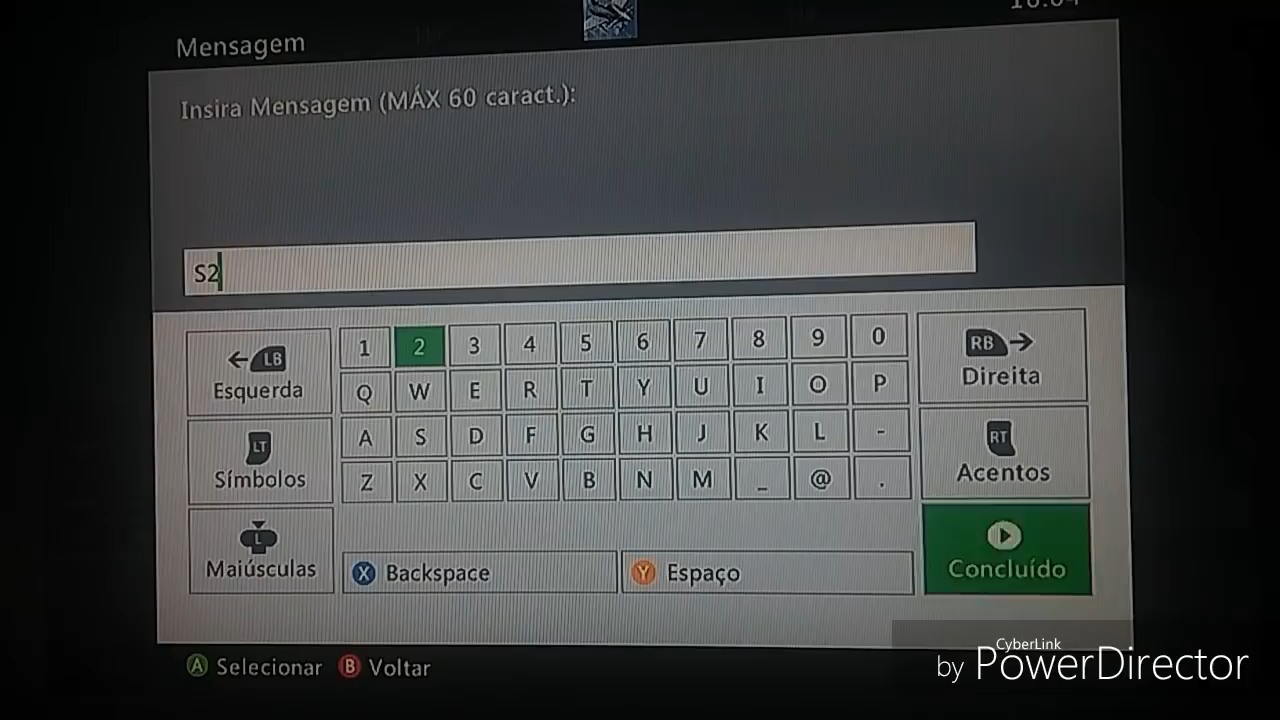 Mensagem
Insira Mensagem (MÁX 60 caract.):
S2
LB
Esquerda
1 2 3 4 5 6 7 8 9 0
RB
Direita
Q W E R T Y U I O P
LT
Símbolos
A S D F G H J K L -
RT
Acentos
Z X C V B N M _ @ .
L
Maiúsculas
X Backspace
Y Espaço
Concluído
A Selecionar B Voltar
CyberLink
by PowerDirector